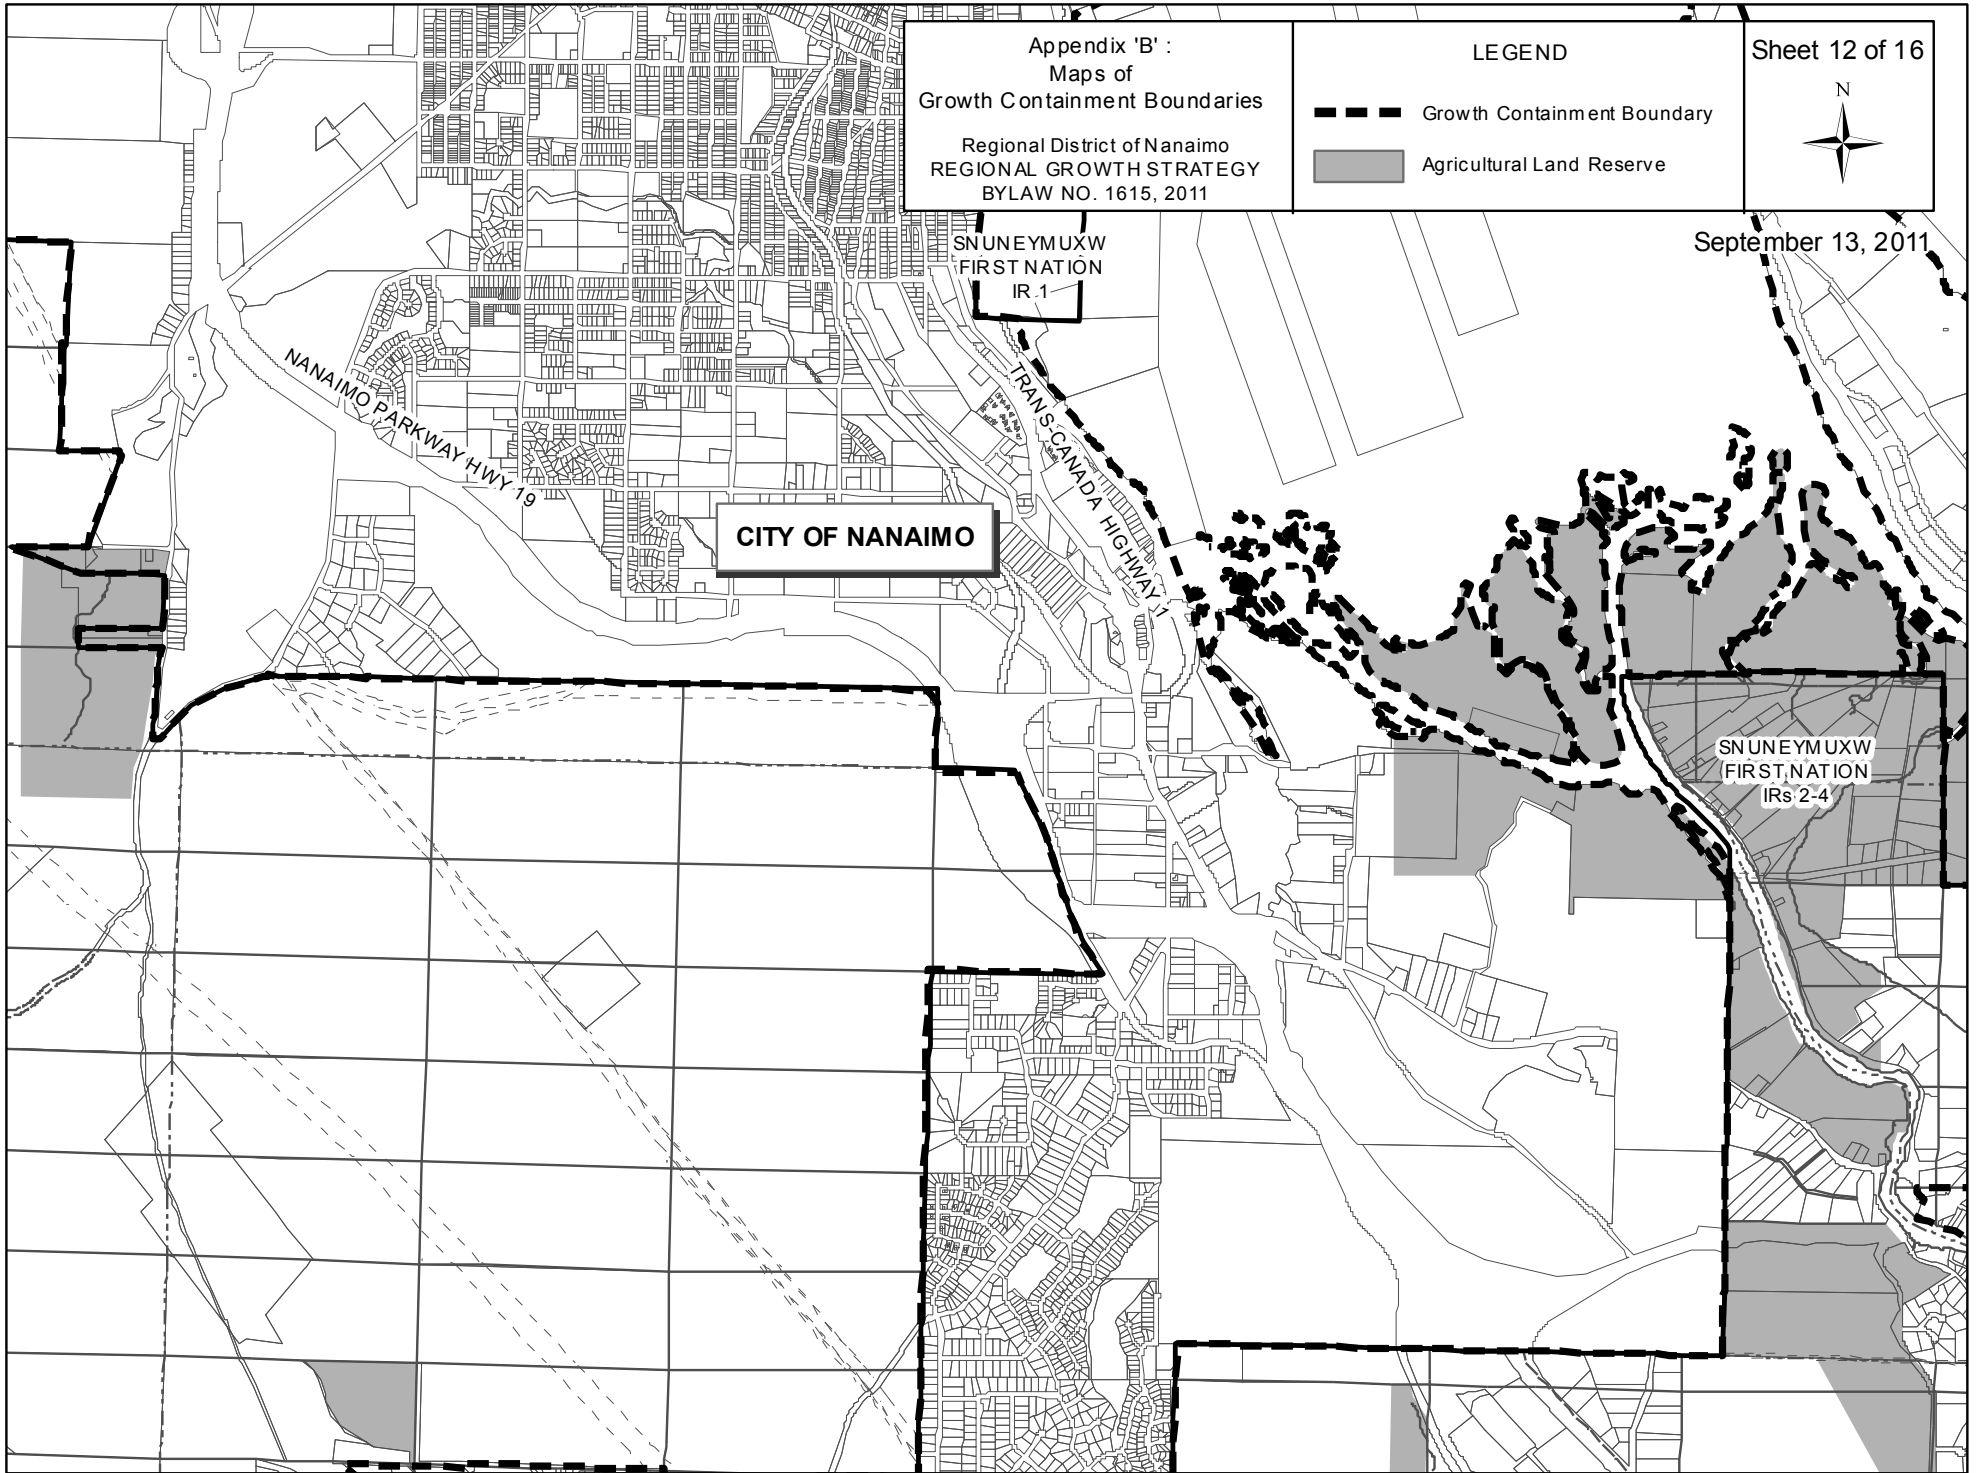 Appendix 'B' :
Maps of
Growth Containment Boundaries
Regional District of Nanaimo
REGIONAL GROWTH STRATEGY
BYLAW NO. 1615, 2011
LEGEND
Growth Containment Boundary
Agricultural Land Reserve
Sheet 12 of 16
N
September 13, 2011
SNUNEYMUXW
FIRST NATION
IR 1
NANAIMO PARKWAY HWY 19
TRANS-CANADA HIGHWAY 1
CITY OF NANAIMO
SNUNEYMUXW
FIRST NATION
IRs 2-4